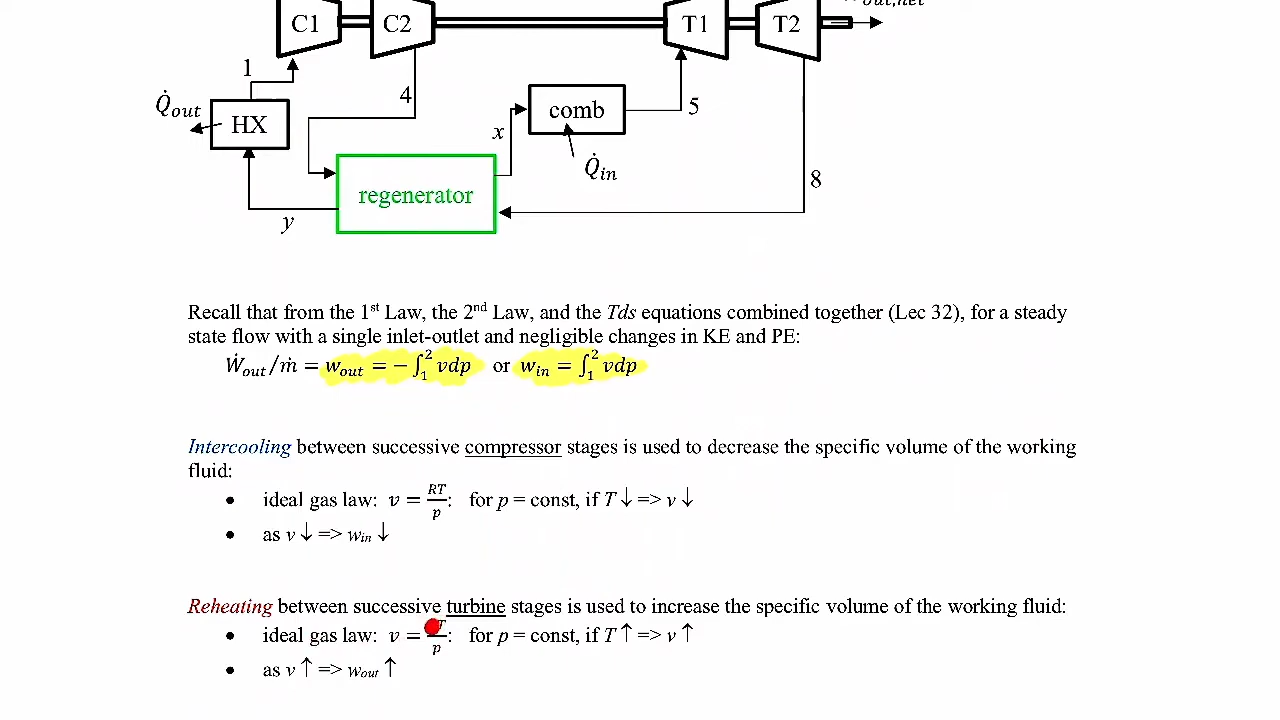 C1 C2 T1 T2
1
4
5
Q̇out
HX
x
comb
Q̇in
regenerator
8
y
Recall that from the 1st Law, the 2nd Law, and the Tds equations combined together (Lec 32), for a steady
state flow with a single inlet-outlet and negligible changes in KE and PE:
Ẇout/ṁ = wout = −∫₁² vdp or win = ∫₁² vdp
Intercooling between successive compressor stages is used to decrease the specific volume of the working
fluid:
• ideal gas law: v = RT/p: for p = const, if T ↓ => v ↓
• as v ↓ => win ↓
Reheating between successive turbine stages is used to increase the specific volume of the working fluid:
• ideal gas law: v = T/p: for p = const, if T ↑ => v ↑
• as v ↑ => wout ↑